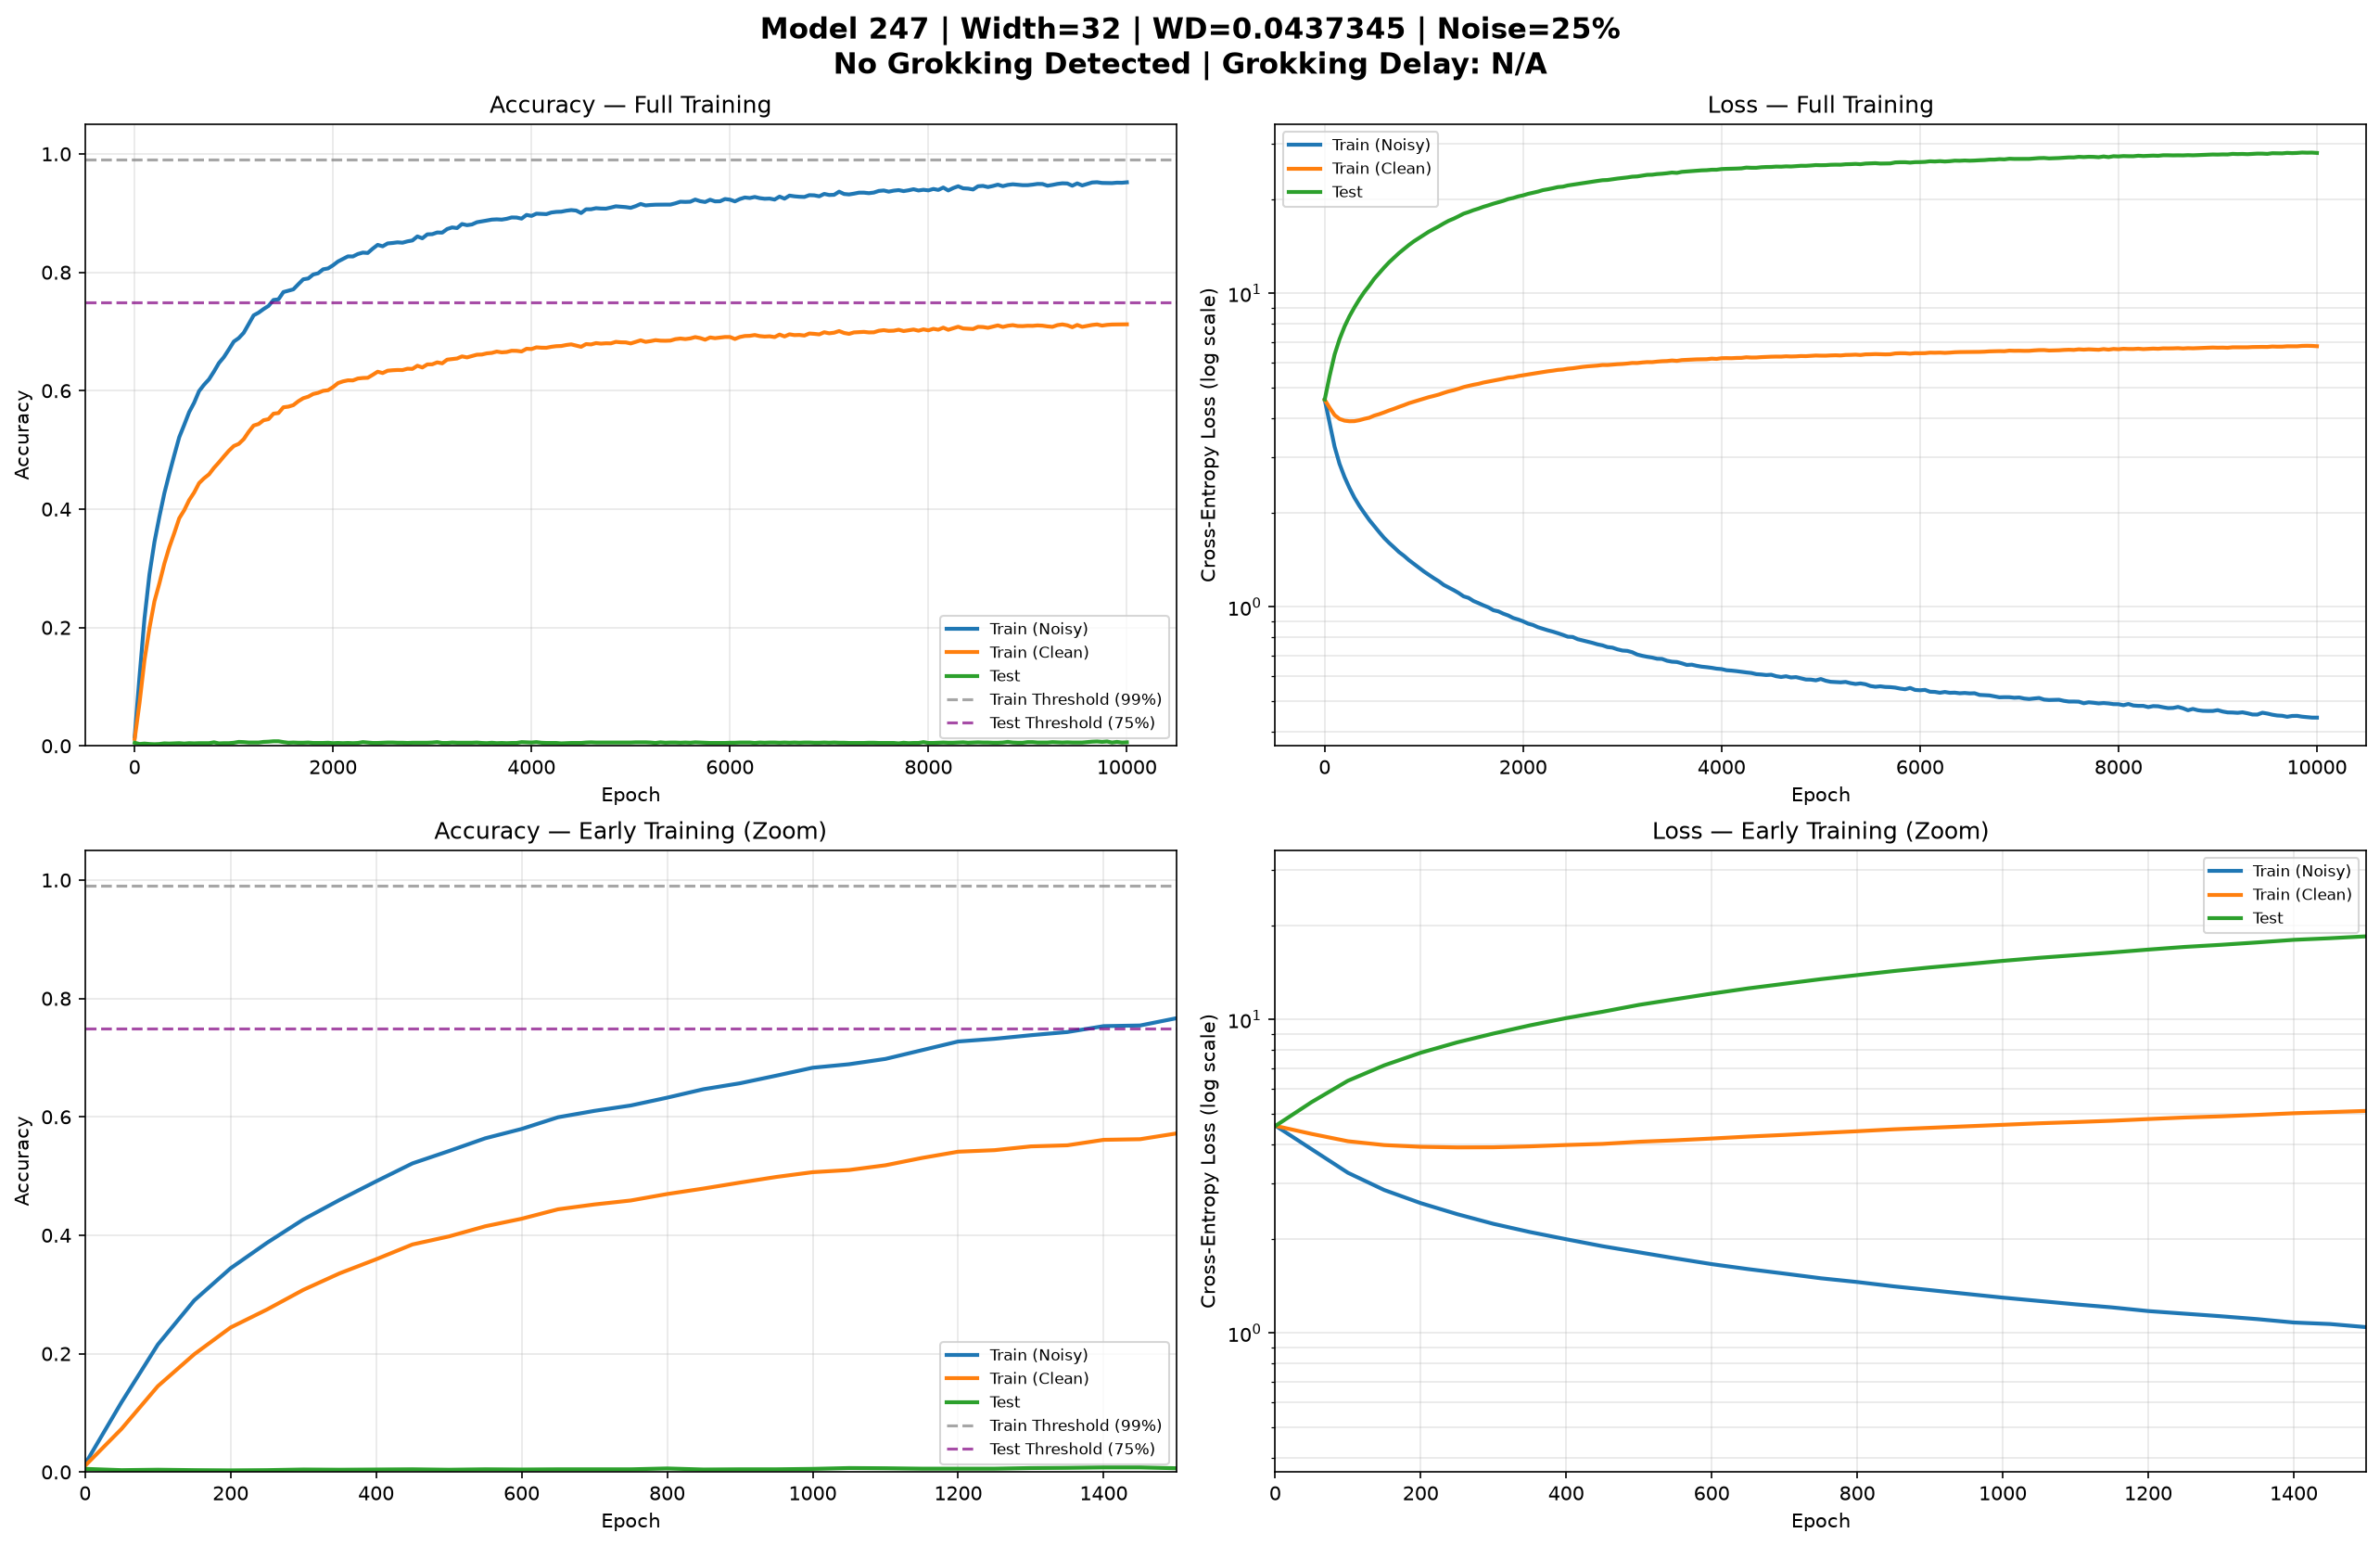 Model 247 | Width=32 | WD=0.0437345 | Noise=25%
No Grokking Detected | Grokking Delay: N/A
Accuracy — Full Training
Accuracy
1.0
0.8
0.6
0.4
0.2
0.0
0
2000
4000
6000
8000
10000
Epoch
Train (Noisy)
Train (Clean)
Test
Train Threshold (99%)
Test Threshold (75%)
Loss — Full Training
Cross-Entropy Loss (log scale)
10¹
10⁰
0
2000
4000
6000
8000
10000
Epoch
Train (Noisy)
Train (Clean)
Test
Accuracy — Early Training (Zoom)
Accuracy
1.0
0.8
0.6
0.4
0.2
0.0
0
200
400
600
800
1000
1200
1400
Epoch
Train (Noisy)
Train (Clean)
Test
Train Threshold (99%)
Test Threshold (75%)
Loss — Early Training (Zoom)
Cross-Entropy Loss (log scale)
10¹
10⁰
0
200
400
600
800
1000
1200
1400
Epoch
Train (Noisy)
Train (Clean)
Test